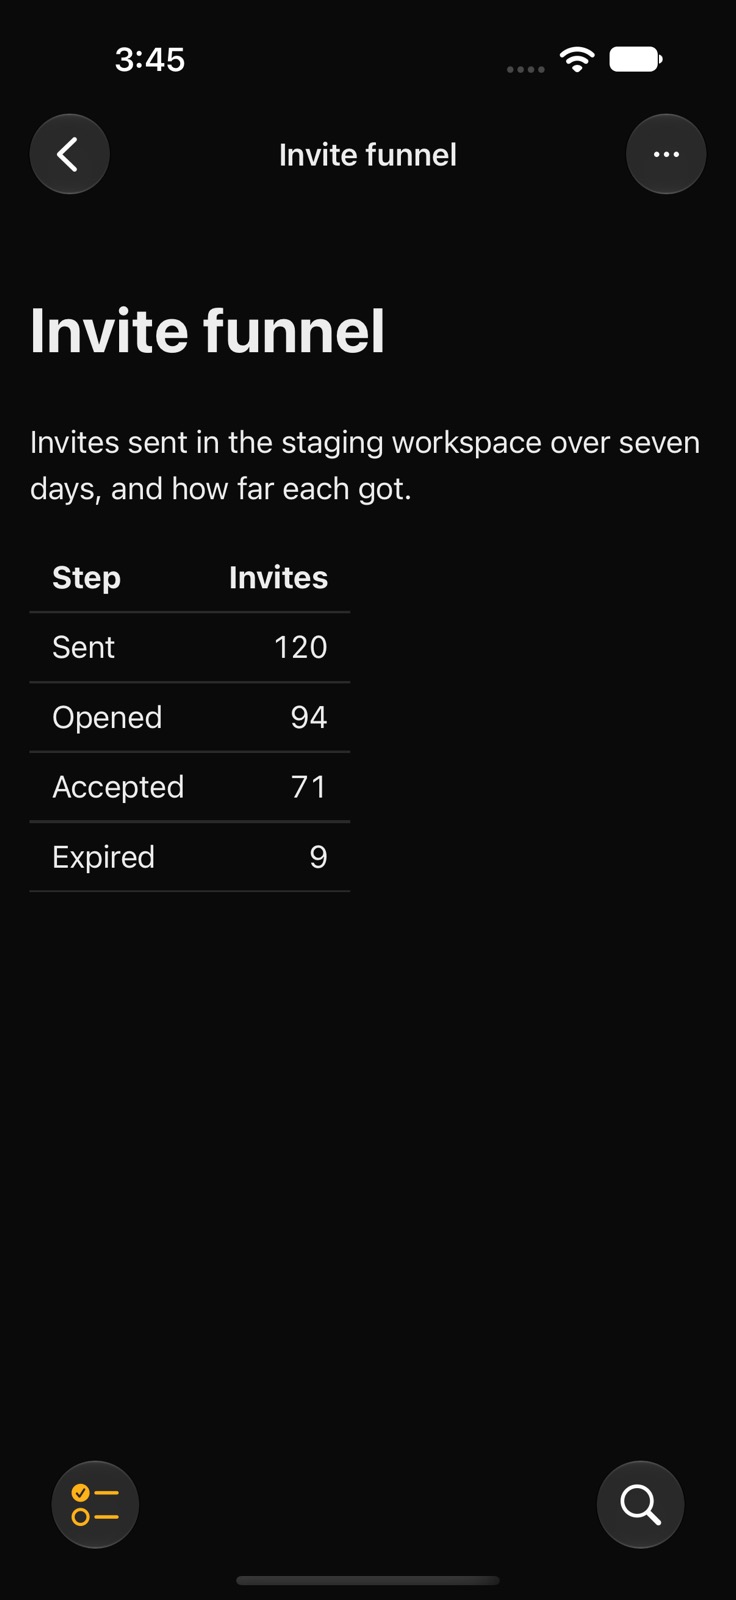 3:45
Invite funnel
Invite funnel
Invites sent in the staging workspace over seven
days, and how far each got.
Step Invites
Sent 120
Opened 94
Accepted 71
Expired 9